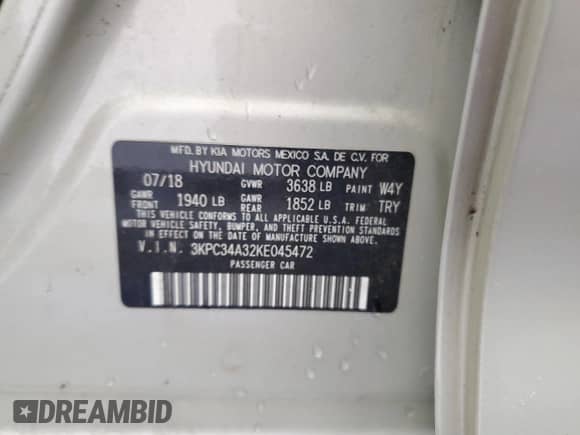 MFD. BY KIA MOTORS MEXICO S.A. DE C.V. FOR
HYUNDAI MOTOR COMPANY
07/18 GVWR 3638 LB PAINT W4Y
GAWR FRONT 1940 LB GAWR REAR 1852 LB TRIM TRY
THIS VEHICLE CONFORMS TO ALL APPLICABLE U.S.A. FEDERAL
MOTOR VEHICLE SAFETY, BUMPER, AND THEFT PREVENTION
STANDARDS IN EFFECT ON THE DATE OF MANUFACTURE SHOWN ABOVE.
V.I.N. 3KPC34A32KE045472
PASSENGER CAR
DREAMBID